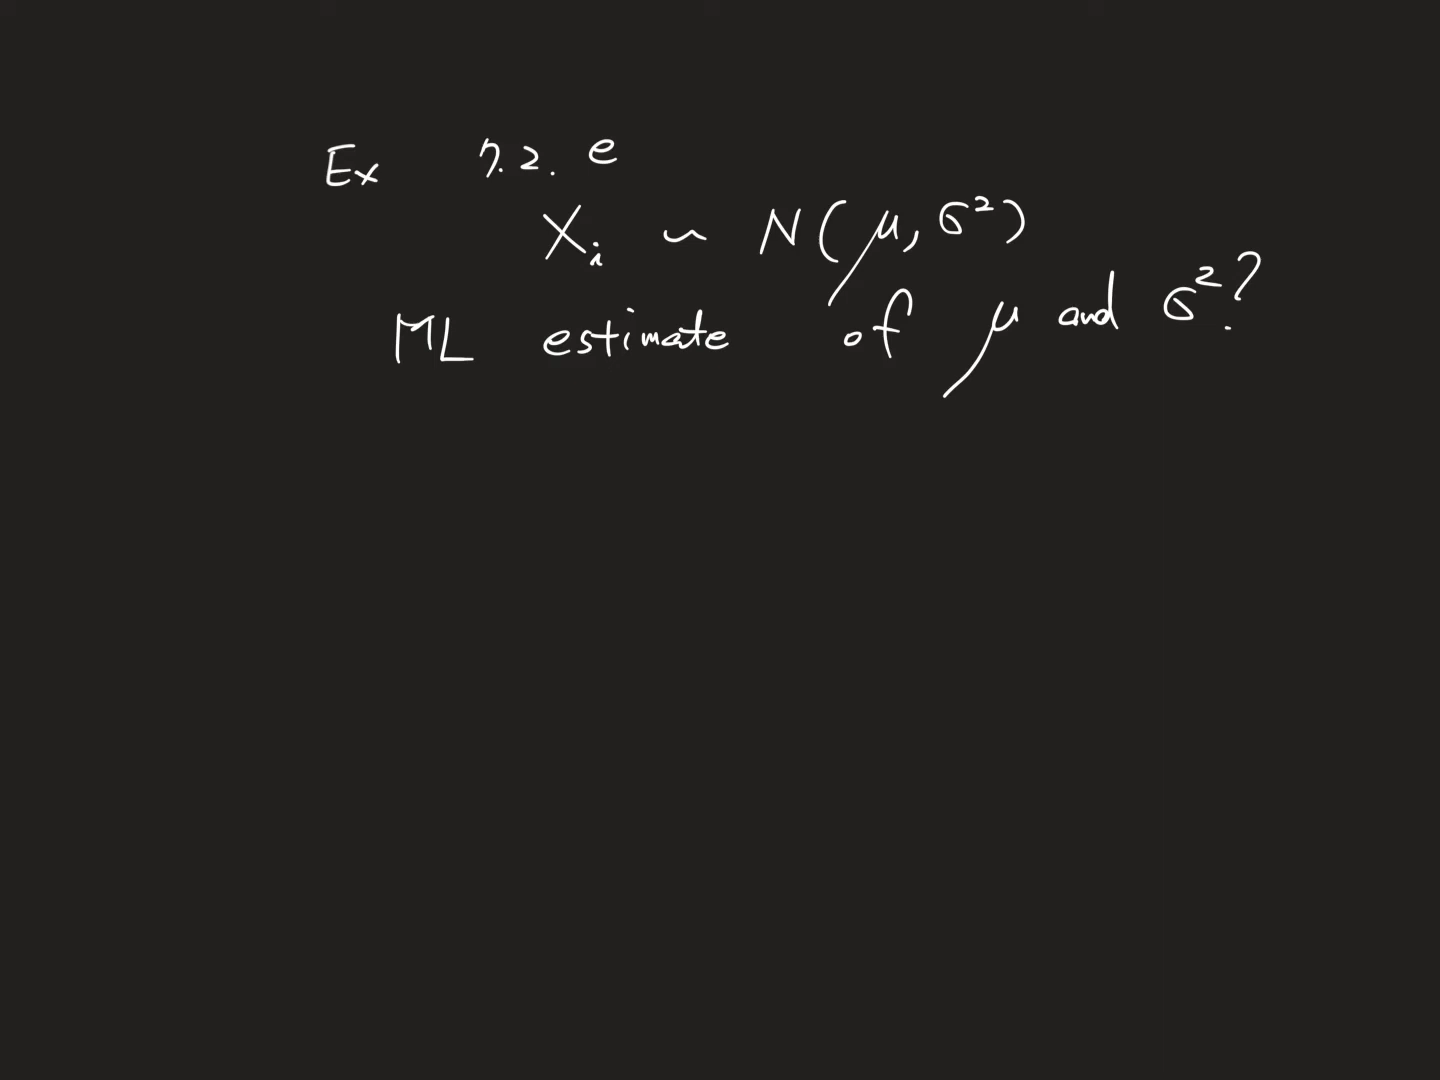 Ex 7.2.e
Xᵢ ~ N(μ, σ²)
ML estimate of μ and σ²?